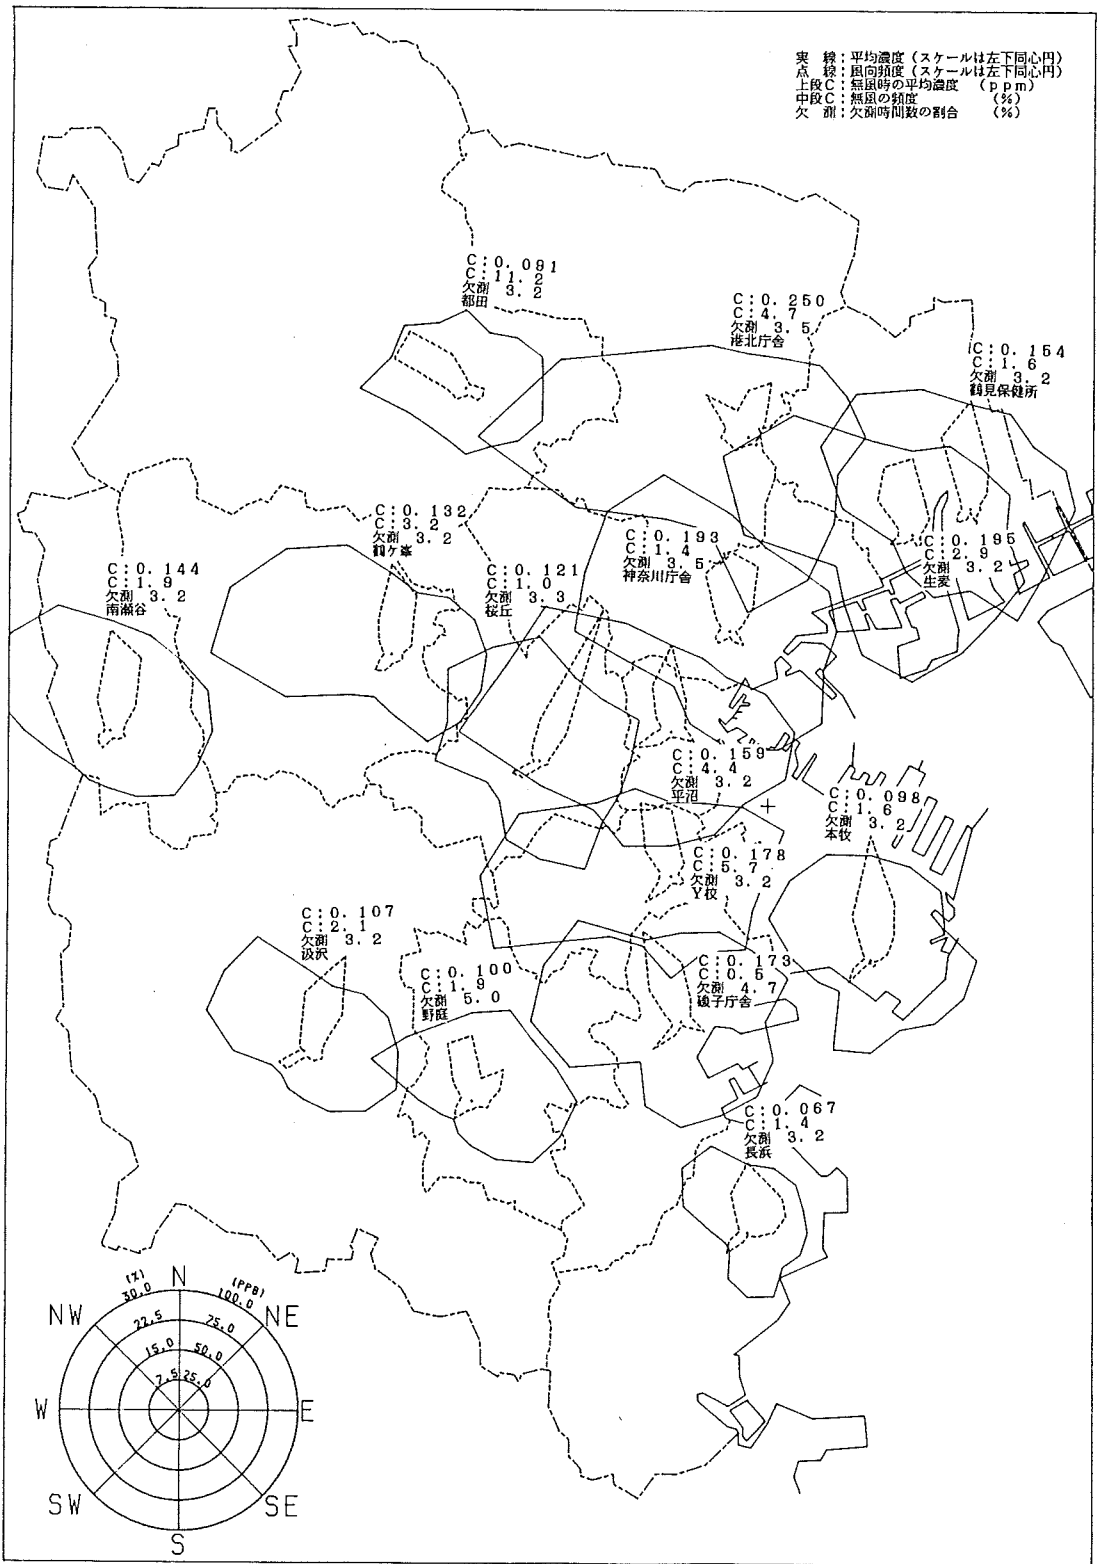 実　線：平均濃度（スケールは左下同心円）
点　線：風向頻度（スケールは左下同心円）
上段C：無風時の平均濃度　（ppm）
中段C：無風の頻度　（%）
欠　測：欠測時間数の割合　（%）
C：0.091
C：11.2
欠測 3.2
都田
C：0.250
C：4.7
欠測 3.5
港北庁舎
C：0.154
C：1.6
欠測 3.2
鶴見保健所
C：0.132
C：3.2
欠測 3.2
鶴ケ峯
C：0.193
C：1.4
欠測 3.5
神奈川庁舎
C：0.195
C：2.9
欠測 3.2
生麦
C：0.144
C：1.9
欠測 3.2
南瀬谷
C：0.121
C：1.0
欠測 3.3
桜丘
C：0.159
C：4.4
欠測 3.2
平沼
C：0.098
C：1.6
欠測 3.2
本牧
C：0.178
C：5.7
欠測 3.2
Y校
C：0.107
C：2.1
欠測 3.2
汲沢
C：0.100
C：1.9
欠測 5.0
野庭
C：0.173
C：0.5
欠測 4.7
磯子庁舎
C：0.067
C：1.4
欠測 3.2
長浜
(%) N (PPB)
30.0 100.0
NW NE
22.5 75.0
15.0 50.0
7.5 25.0
W E
SW SE
S